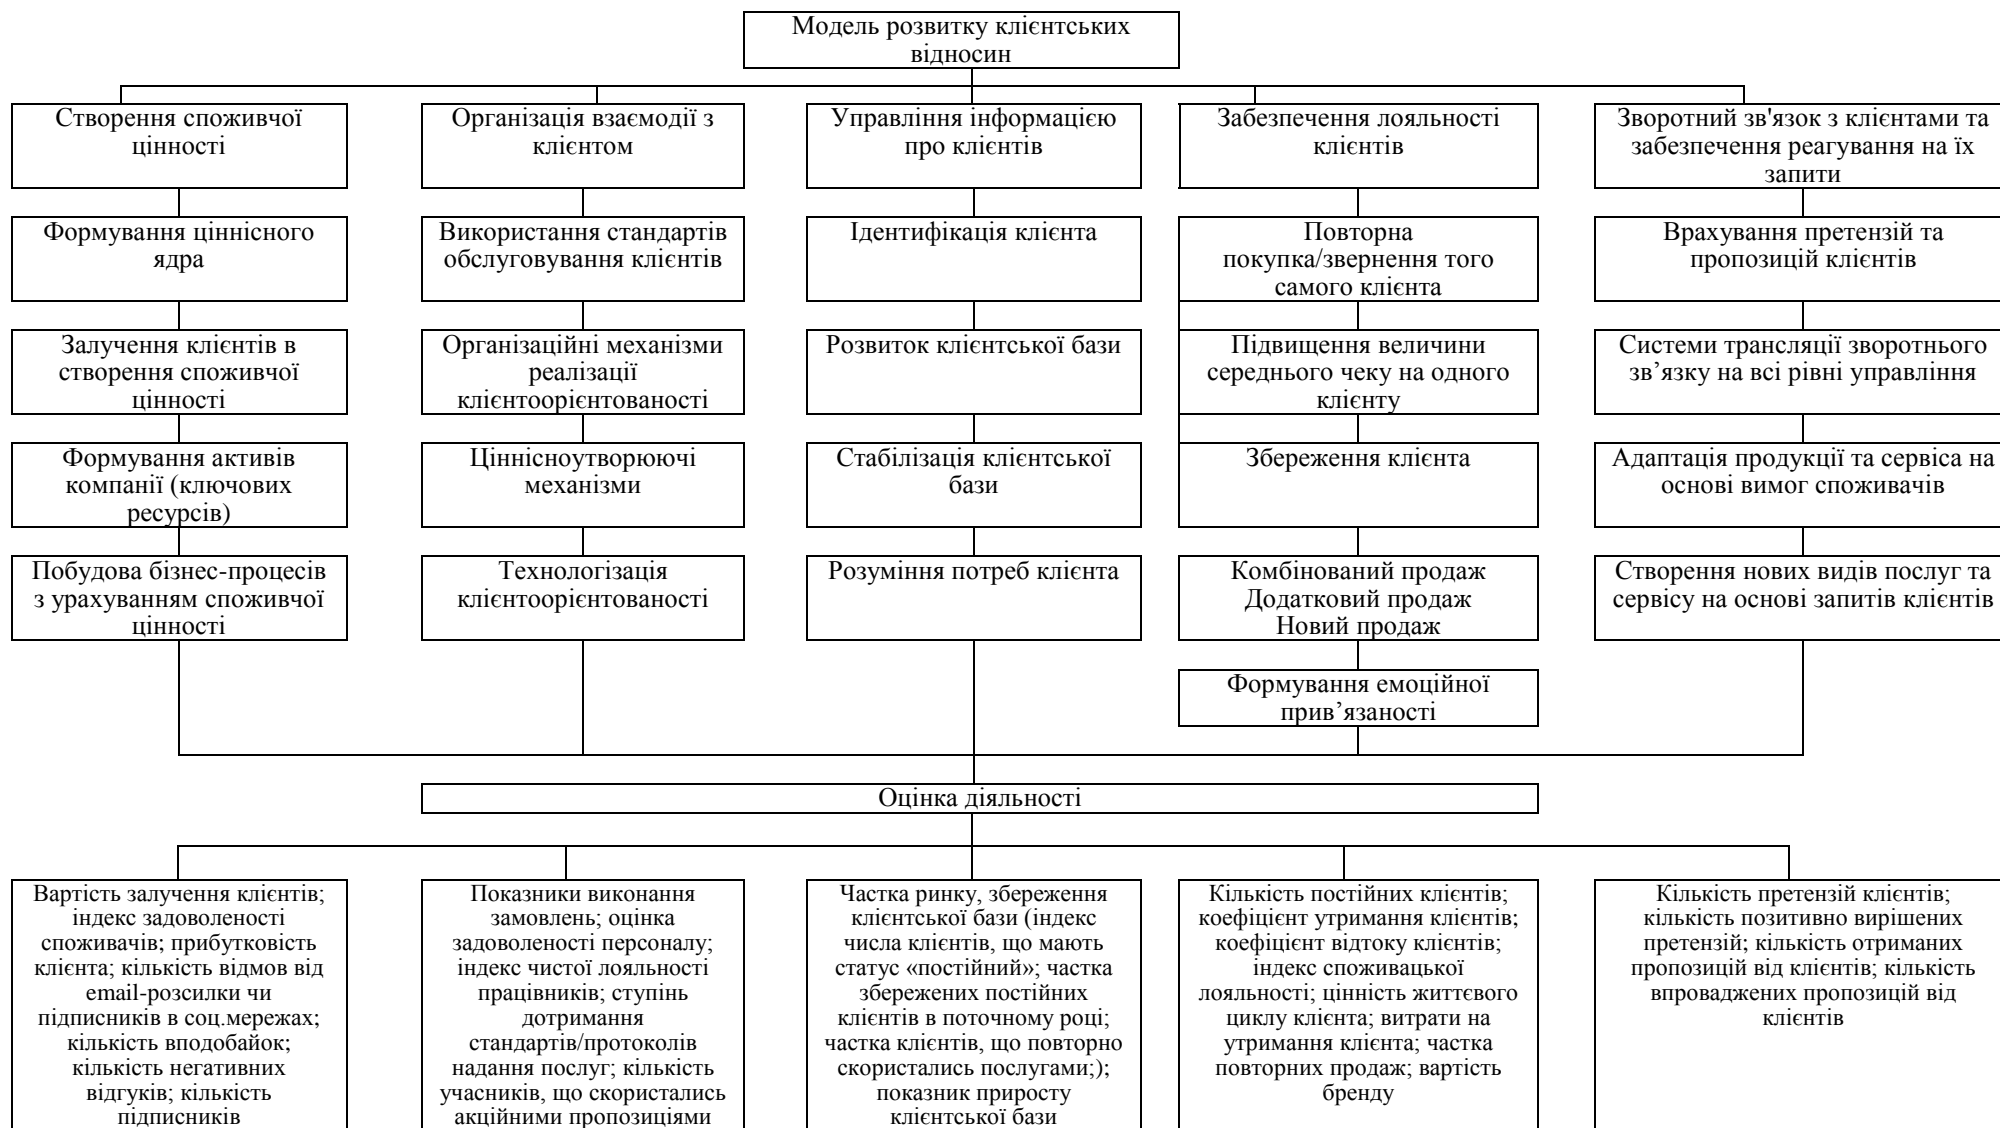 Модель розвитку клієнтських
відносин
Створення споживчої
цінності
Організація взаємодії з
клієнтом
Управління інформацією
про клієнтів
Забезпечення лояльності
клієнтів
Зворотний зв'язок з клієнтами та
забезпечення реагування на їх
запити
Формування ціннісного
ядра
Використання стандартів
обслуговування клієнтів
Ідентифікація клієнта
Повторна
покупка/звернення того
самого клієнта
Врахування претензій та
пропозицій клієнтів
Залучення клієнтів в
створення споживчої
цінності
Організаційні механізми
реалізації
клієнтоорієнтованості
Розвиток клієнтської бази
Підвищення величини
середнього чеку на одного
клієнту
Системи трансляції зворотнього
зв’язку на всі рівні управління
Формування активів
компанії (ключових
ресурсів)
Ціннісноутворюючі
механізми
Стабілізація клієнтської
бази
Збереження клієнта
Адаптація продукції та сервіса на
основі вимог споживачів
Побудова бізнес-процесів
з урахуванням споживчої
цінності
Технологізація
клієнтоорієнтованості
Розуміння потреб клієнта
Комбінований продаж
Додатковий продаж
Новий продаж
Створення нових видів послуг та
сервісу на основі запитів клієнтів
Формування емоційної
прив’язаності
Оцінка діяльності
Вартість залучення клієнтів;
індекс задоволеності
споживачів; прибутковість
клієнта; кількість відмов від
email-розсилки чи
підписників в соц.мережах;
кількість вподобайок;
кількість негативних
відгуків; кількість
підписників
Показники виконання
замовлень; оцінка
задоволеності персоналу;
індекс чистої лояльності
працівників; ступінь
дотримання
стандартів/протоколів
надання послуг; кількість
учасників, що скористались
акційними пропозиціями
Частка ринку, збереження
клієнтської бази (індекс
числа клієнтів, що мають
статус «постійний»; частка
збережених постійних
клієнтів в поточному році;
частка клієнтів, що повторно
скористались послугами;);
показник приросту
клієнтської бази
Кількість постійних клієнтів;
коефіцієнт утримання клієнтів;
коефіцієнт відтоку клієнтів;
індекс споживацької
лояльності; цінність життєвого
циклу клієнта; витрати на
утримання клієнта; частка
повторних продаж; вартість
бренду
Кількість претензій клієнтів;
кількість позитивно вирішених
претензій; кількість отриманих
пропозицій від клієнтів; кількість
впроваджених пропозицій від
клієнтів